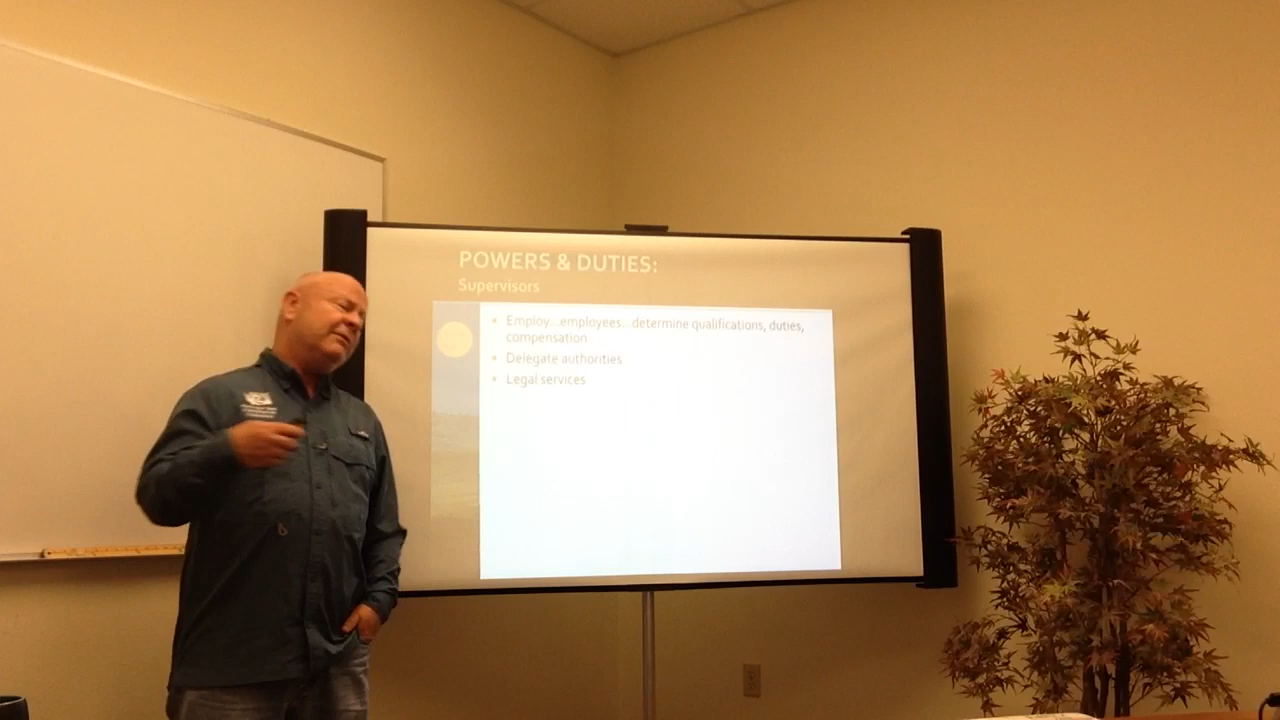 POWERS & DUTIES:
Supervisors
Employ...employees...determine qualifications, duties,
compensation
Delegate authorities
Legal services